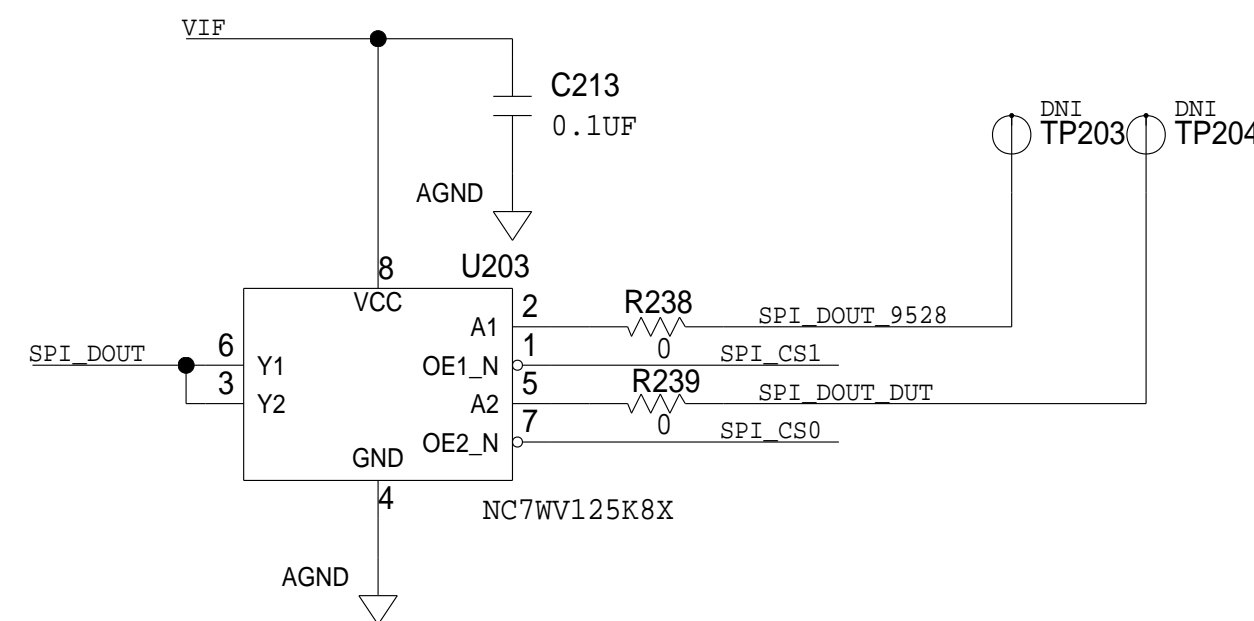 VIF
C213
0.1UF
DNI
TP203
DNI
TP204
AGND
8
U203
VCC
R238
2
SPI_DOUT_9528
A1
0
1
SPI_CS1
SPI_DOUT
6
Y1
OE1_N
R239
5
3
SPI_DOUT_DUT
Y2
A2
0
7
SPI_CS0
OE2_N
GND
4
NC7WV125K8X
AGND